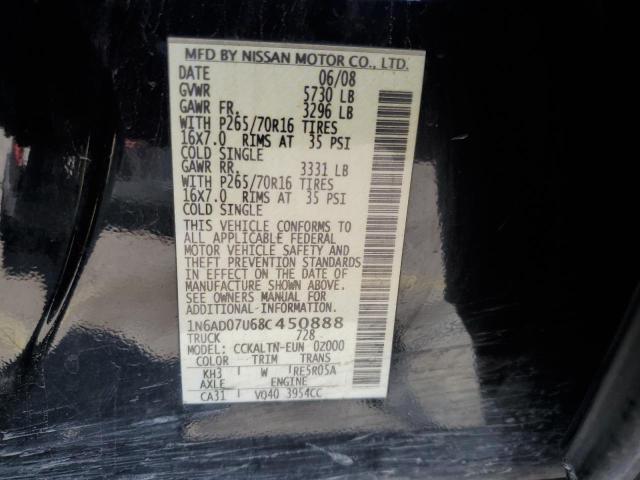 MFD BY NISSAN MOTOR CO., LTD.
DATE 06/08
GVWR 5730 LB
GAWR FR. 3296 LB
WITH P265/70R16 TIRES
16X7.0 RIMS AT 35 PSI
COLD SINGLE
GAWR RR. 3331 LB
WITH P265/70R16 TIRES
16X7.0 RIMS AT 35 PSI
COLD SINGLE
THIS VEHICLE CONFORMS TO
ALL APPLICABLE FEDERAL
MOTOR VEHICLE SAFETY AND
THEFT PREVENTION STANDARDS
IN EFFECT ON THE DATE OF
MANUFACTURE SHOWN ABOVE.
SEE OWNERS MANUAL FOR
ADDITIONAL INFORMATION.
1N6AD07U68C450888
TRUCK 728
MODEL: CCKALTN-EUN 0Z000
COLOR TRIM TRANS
KH3 W RE5R05A
AXLE ENGINE
CA31 VQ40 3954CC